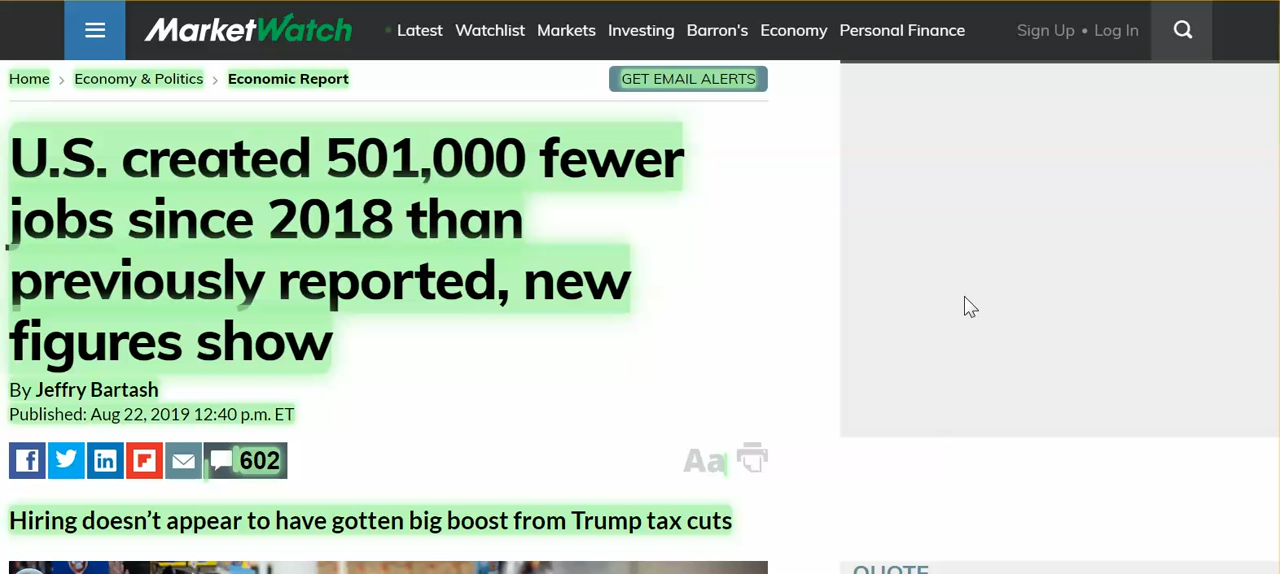 MarketWatch
Latest Watchlist Markets Investing Barron's Economy Personal Finance Sign Up • Log In
Home > Economy & Politics > Economic Report
GET EMAIL ALERTS
U.S. created 501,000 fewer
jobs since 2018 than
previously reported, new
figures show
By Jeffry Bartash
Published: Aug 22, 2019 12:40 p.m. ET
602
Aa
Hiring doesn’t appear to have gotten big boost from Trump tax cuts
QUOTE